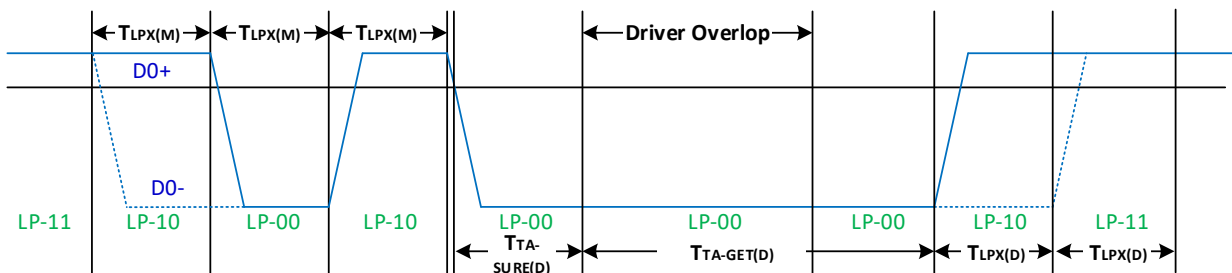 TLPX(M) TLPX(M) TLPX(M) Driver Overlop
D0+
D0-
LP-11 LP-10 LP-00 LP-10 LP-00 LP-00 LP-00 LP-10 LP-11
TTA-SURE(D) TTA-GET(D) TLPX(D) TLPX(D)